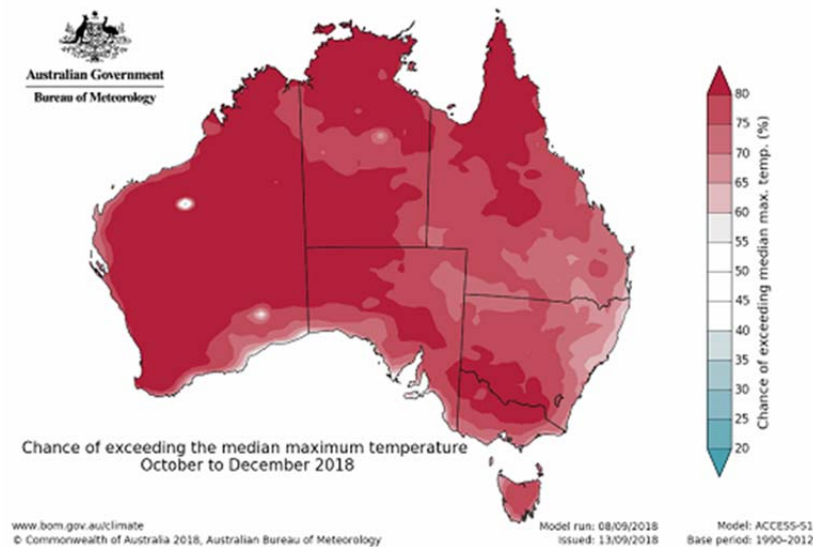 Australian Government
Bureau of Meteorology
80
75
70
65
60
55
50
45
40
35
30
25
20
Chance of exceeding median max. temp. (%)
Chance of exceeding the median maximum temperature
October to December 2018
www.bom.gov.au/climate
© Commonwealth of Australia 2018, Australian Bureau of Meteorology
Model run: 08/09/2018
Issued: 13/09/2018
Model: ACCESS-S1
Base period: 1990-2012